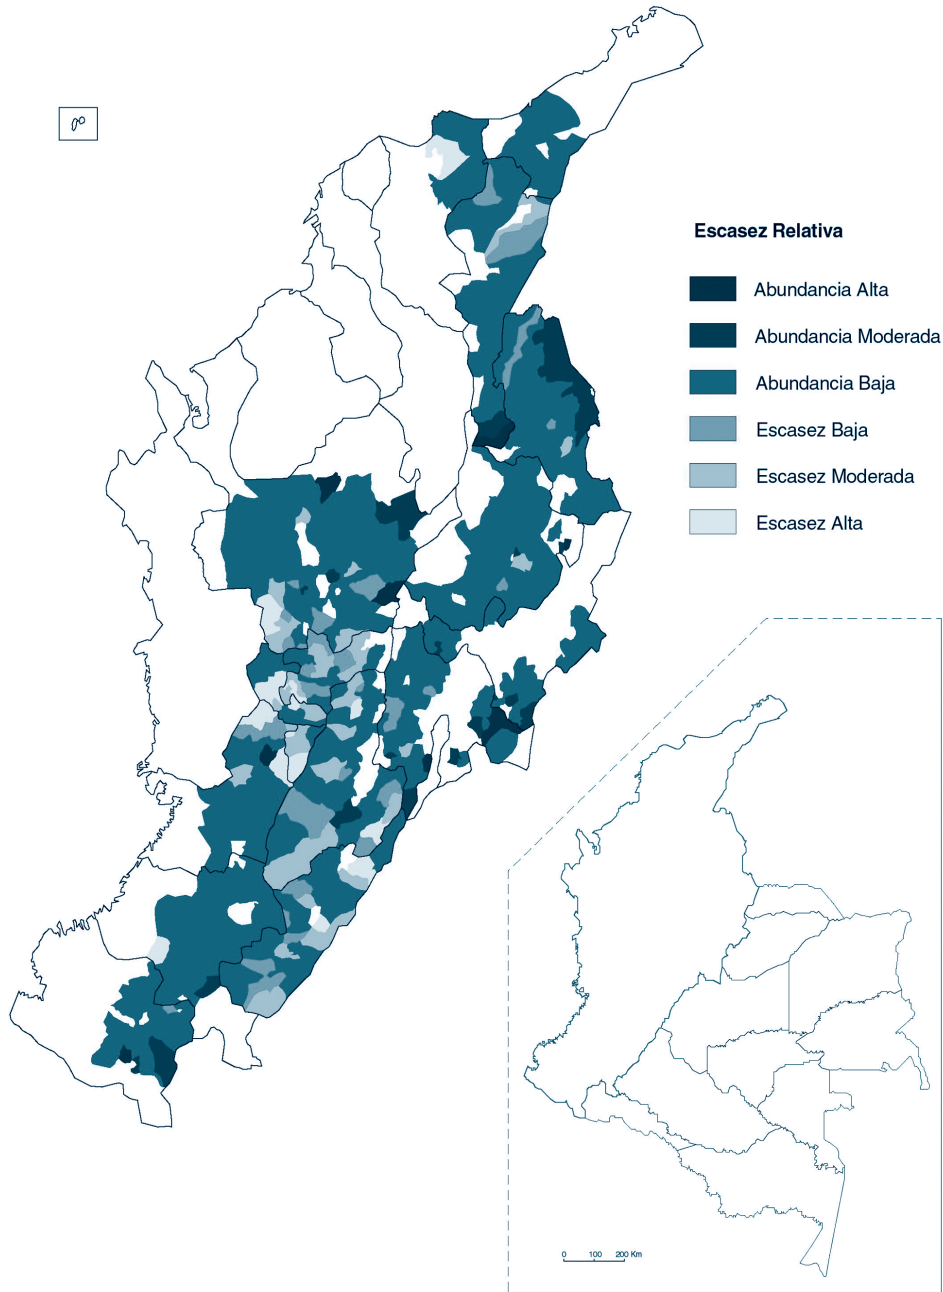 Escasez Relativa
Abundancia Alta
Abundancia Moderada
Abundancia Baja
Escasez Baja
Escasez Moderada
Escasez Alta
0 100 200 Km